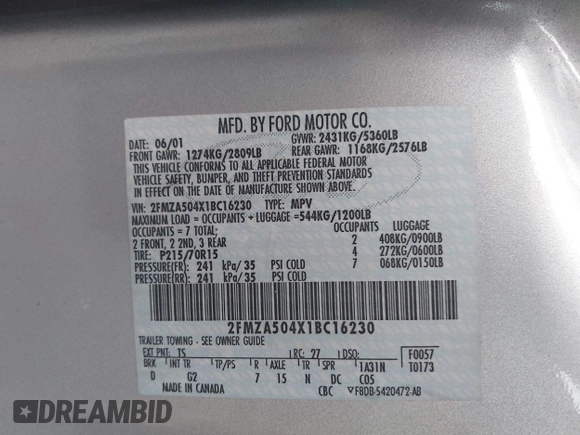 MFD. BY FORD MOTOR CO.
DATE: 06/01 GVWR: 2431KG/5360LB
FRONT GAWR: 1274KG/2809LB REAR GAWR: 1168KG/2576LB
THIS VEHICLE CONFORMS TO ALL APPLICABLE FEDERAL MOTOR
VEHICLE SAFETY, BUMPER, AND THEFT PREVENTION STANDARDS
IN EFFECT ON THE DATE OF MANUFACTURE SHOWN ABOVE.
VIN: 2FMZA504X1BC16230 TYPE: MPV
MAXIMUM LOAD = OCCUPANTS + LUGGAGE =544KG/1200LB
OCCUPANTS = 7 TOTAL; OCCUPANTS LUGGAGE
2 FRONT, 2 2ND, 3 REAR 2 408KG/0900LB
TIRE: P215/70R15 4 272KG/0600LB
PRESSURE(FR) 241 kPa/35 PSI COLD 7 068KG/0150LB
PRESSURE(RR) 241 kPa/35 PSI COLD
2FMZA504X1BC16230
TRAILER TOWING - SEE OWNER GUIDE
EXT PNT: TS RC: 27 DSO: F0057
BRK INT TR TP/PS R AXLE TR SPR 1A31N T0173
D G2 7 15 N DC COS
MADE IN CANADA CBC F8DB-5420472-AB
DREAMBID